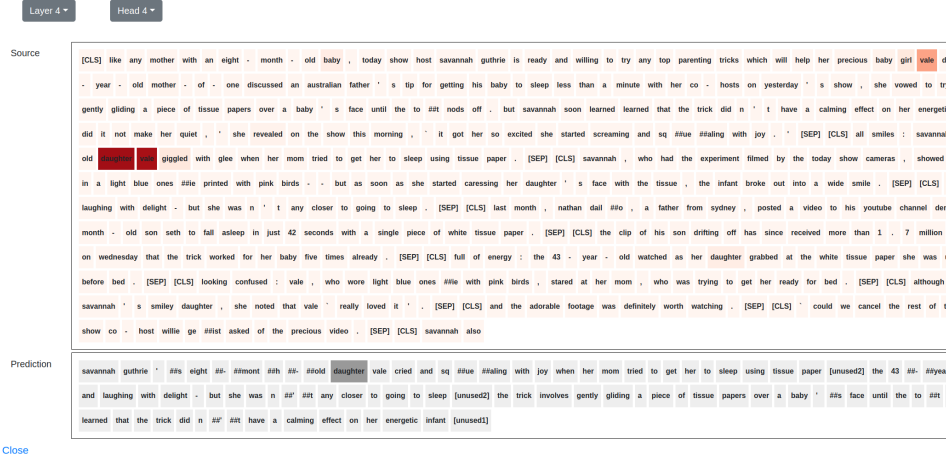 Layer 4 Head 4
Source
[CLS] like any mother with an eight - month - old baby , today show host savannah guthrie is ready and willing to try any top parenting tricks which will help her precious baby girl vale d
- year - old mother - of - one discussed an australian father ' s tip for getting his baby to sleep less than a minute with her co - hosts on yesterday ' s show , she vowed to tr
gently gliding a piece of tissue papers over a baby ' s face until the to ##t nods off . but savannah soon learned learned that the trick did n ' t have a calming effect on her energeti
did it not make her quiet , ' she revealed on the show this morning , ` it got her so excited she started screaming and sq ##ue ##aling with joy . ' [SEP] [CLS] all smiles : savanna
old daughter vale giggled with glee when her mom tried to get her to sleep using tissue paper . [SEP] [CLS] savannah , who had the experiment filmed by the today show cameras , showed
in a light blue ones ##ie printed with pink birds - - but as soon as she started caressing her daughter ' s face with the tissue , the infant broke out into a wide smile . [SEP] [CLS]
laughing with delight - but she was n ' t any closer to going to sleep . [SEP] [CLS] last month , nathan dail ##o , a father from sydney , posted a video to his youtube channel der
month - old son seth to fall asleep in just 42 seconds with a single piece of white tissue paper . [SEP] [CLS] the clip of his son drifting off has since received more than 1 . 7 million
on wednesday that the trick worked for her baby five times already . [SEP] [CLS] full of energy : the 43 - year - old watched as her daughter grabbed at the white tissue paper she was
before bed . [SEP] [CLS] looking confused : vale , who wore light blue ones ##ie with pink birds , stared at her mom , who was trying to get her ready for bed . [SEP] [CLS] although
savannah ' s smiley daughter , she noted that vale ` really loved it ' . [SEP] [CLS] and the adorable footage was definitely worth watching . [SEP] [CLS] ` could we cancel the rest of t
show co - host willie ge ##ist asked of the precious video . [SEP] [CLS] savannah also
Prediction
savannah guthrie ' ##s eight ##- ##mont ##h ##- ##old daughter vale cried and sq ##ue ##aling with joy when her mom tried to get her to sleep using tissue paper [unused2] the 43 ##- ##yea
and laughing with delight - but she was n ##' ##t any closer to going to sleep [unused2] the trick involves gently gliding a piece of tissue papers over a baby ' ##s face until the to ##t
learned that the trick did n ##' ##t have a calming effect on her energetic infant [unused1]
Close